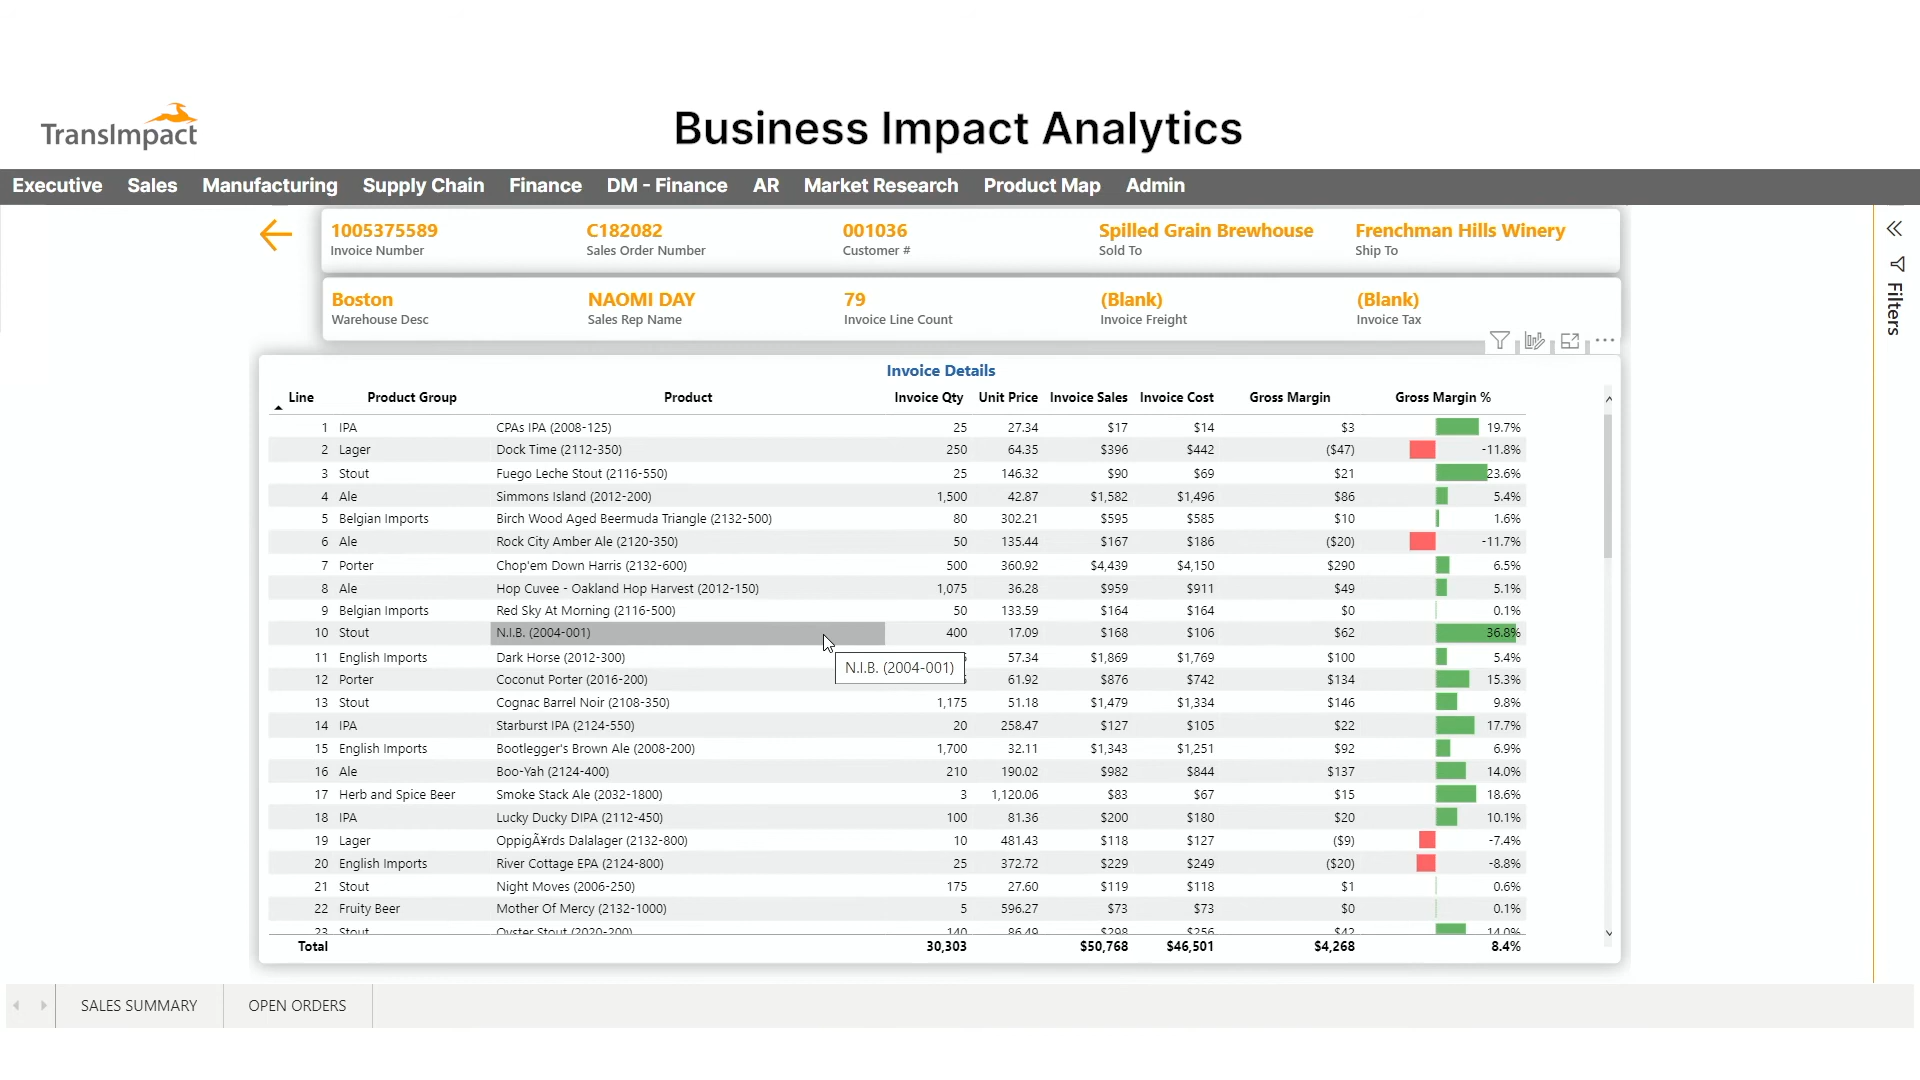 TransImpact
Business Impact Analytics
Executive Sales Manufacturing Supply Chain Finance DM - Finance AR Market Research Product Map Admin
1005375589 C182082 001036 Spilled Grain Brewhouse Frenchman Hills Winery
Invoice Number Sales Order Number Customer # Sold To Ship To
Boston NAOMI DAY 79 (Blank) (Blank)
Warehouse Desc Sales Rep Name Invoice Line Count Invoice Freight Invoice Tax
Filters
Invoice Details
Line Product Group Product Invoice Qty Unit Price Invoice Sales Invoice Cost Gross Margin Gross Margin %
1 IPA CPAs IPA (2008-125) 25 27.34 $17 $14 $3 19.7%
2 Lager Dock Time (2112-350) 250 64.35 $396 $442 ($47) -11.8%
3 Stout Fuego Leche Stout (2116-550) 25 146.32 $90 $69 $21 23.6%
4 Ale Simmons Island (2012-200) 1,500 42.87 $1,582 $1,496 $86 5.4%
5 Belgian Imports Birch Wood Aged Beermuda Triangle (2132-500) 80 302.21 $595 $585 $10 1.6%
6 Ale Rock City Amber Ale (2120-350) 50 135.44 $167 $186 ($20) -11.7%
7 Porter Chop'em Down Harris (2132-600) 500 360.92 $4,439 $4,150 $290 6.5%
8 Ale Hop Cuvee - Oakland Hop Harvest (2012-150) 1,075 36.28 $959 $911 $49 5.1%
9 Belgian Imports Red Sky At Morning (2116-500) 50 133.59 $164 $164 $0 0.1%
10 Stout N.I.B. (2004-001) 400 17.09 $168 $106 $62 36.8%
11 English Imports Dark Horse (2012-300) 57.34 $1,869 $1,769 $100 5.4%
N.I.B. (2004-001)
12 Porter Coconut Porter (2016-200) 61.92 $876 $742 $134 15.3%
13 Stout Cognac Barrel Noir (2108-350) 1,175 51.18 $1,479 $1,334 $146 9.8%
14 IPA Starburst IPA (2124-550) 20 258.47 $127 $105 $22 17.7%
15 English Imports Bootlegger's Brown Ale (2008-200) 1,700 32.11 $1,343 $1,251 $92 6.9%
16 Ale Boo-Yah (2124-400) 210 190.02 $982 $844 $137 14.0%
17 Herb and Spice Beer Smoke Stack Ale (2032-1800) 3 1,120.06 $83 $67 $15 18.6%
18 IPA Lucky Ducky DIPA (2112-450) 100 81.36 $200 $180 $20 10.1%
19 Lager OppigÃ¥rds Dalalager (2132-800) 10 481.43 $118 $127 ($9) -7.4%
20 English Imports River Cottage EPA (2124-800) 25 372.72 $229 $249 ($20) -8.8%
21 Stout Night Moves (2006-250) 175 27.60 $119 $118 $1 0.6%
22 Fruity Beer Mother Of Mercy (2132-1000) 5 596.27 $73 $73 $0 0.1%
23 Stout Oyster Stout (2020-200) 140 86.49 $298 $256 $42 14.0%
Total 30,303 $50,768 $46,501 $4,268 8.4%
SALES SUMMARY OPEN ORDERS